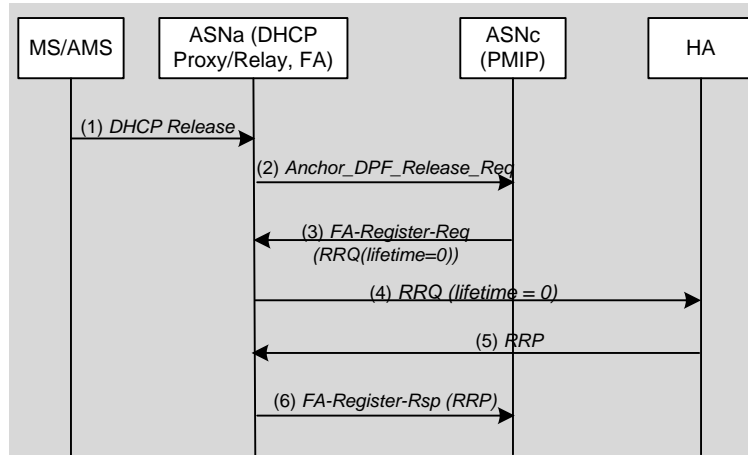 MS/AMS
ASNa (DHCP
Proxy/Relay, FA)
ASNc
(PMIP)
HA
(1) DHCP Release
(2) Anchor_DPF_Release_Req
(3) FA-Register-Req
(RRQ(lifetime=0))
(4) RRQ (lifetime = 0)
(5) RRP
(6) FA-Register-Rsp (RRP)